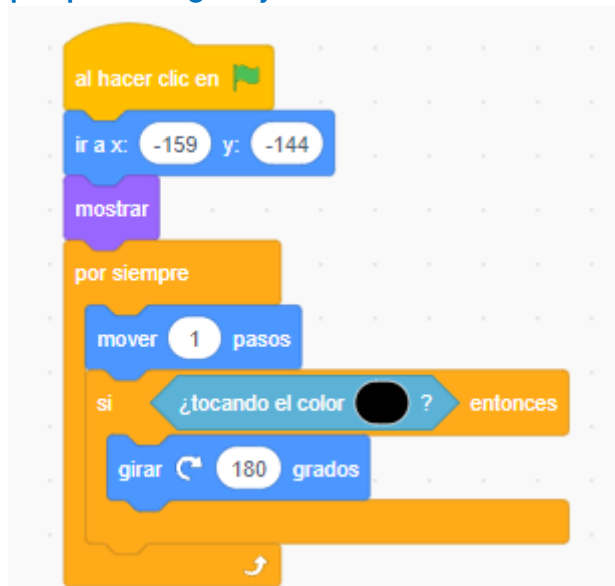 al hacer clic en
ir a x: -159 y: -144
mostrar
por siempre
mover 1 pasos
si ¿tocando el color ? entonces
girar 180 grados